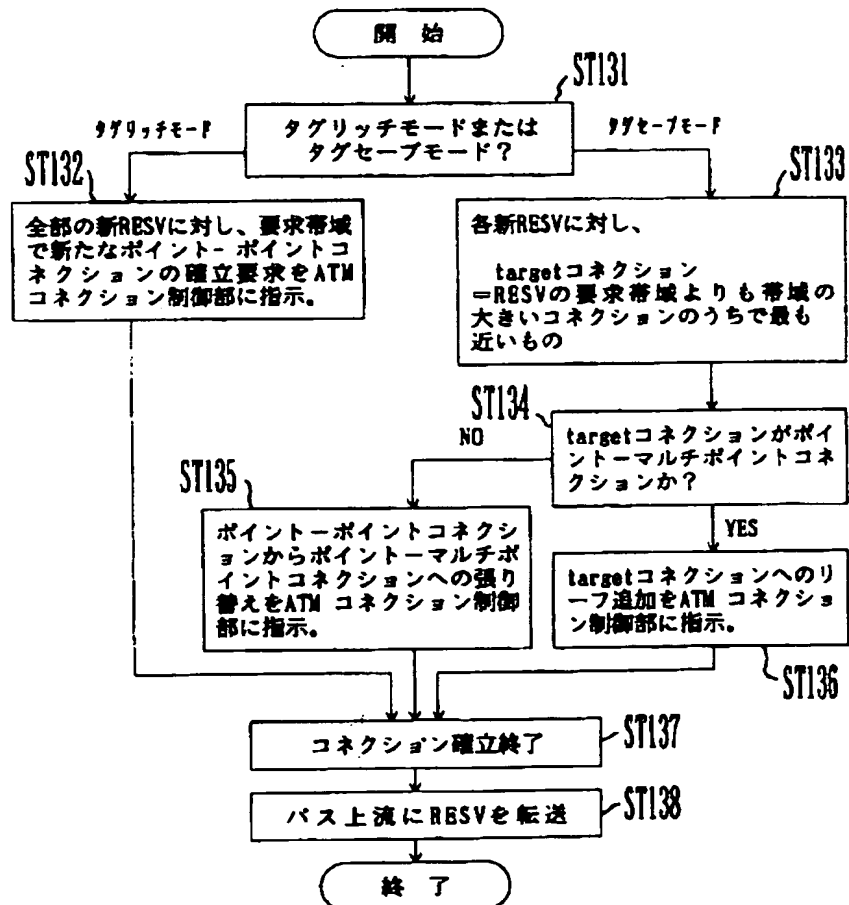 開 始
ST131
タグリッチモードまたは
タグセーブモード？
タグリッチモード
タグセーブモード
ST132
全部の新RESVに対し、要求帯域
で新たなポイント-ポイントコ
ネクションの確立要求をATM
コネクション制御部に指示。
ST133
各新RESVに対し、
targetコネクション
＝RESVの要求帯域よりも帯域の
大きいコネクションのうちで最も
近いもの
ST134
targetコネクションがポイ
ントーマルチポイントコネ
クションか？
NO
YES
ST135
ポイントーポイントコネクシ
ョンからポイントーマルチポ
イントコネクションへの張り
替えをATM コネクション制御
部に指示。
targetコネクションへのリ
ーフ追加をATM コネクショ
ン制御部に指示。
ST136
コネクション確立終了
ST137
パス上流にRESVを転送
ST138
終 了